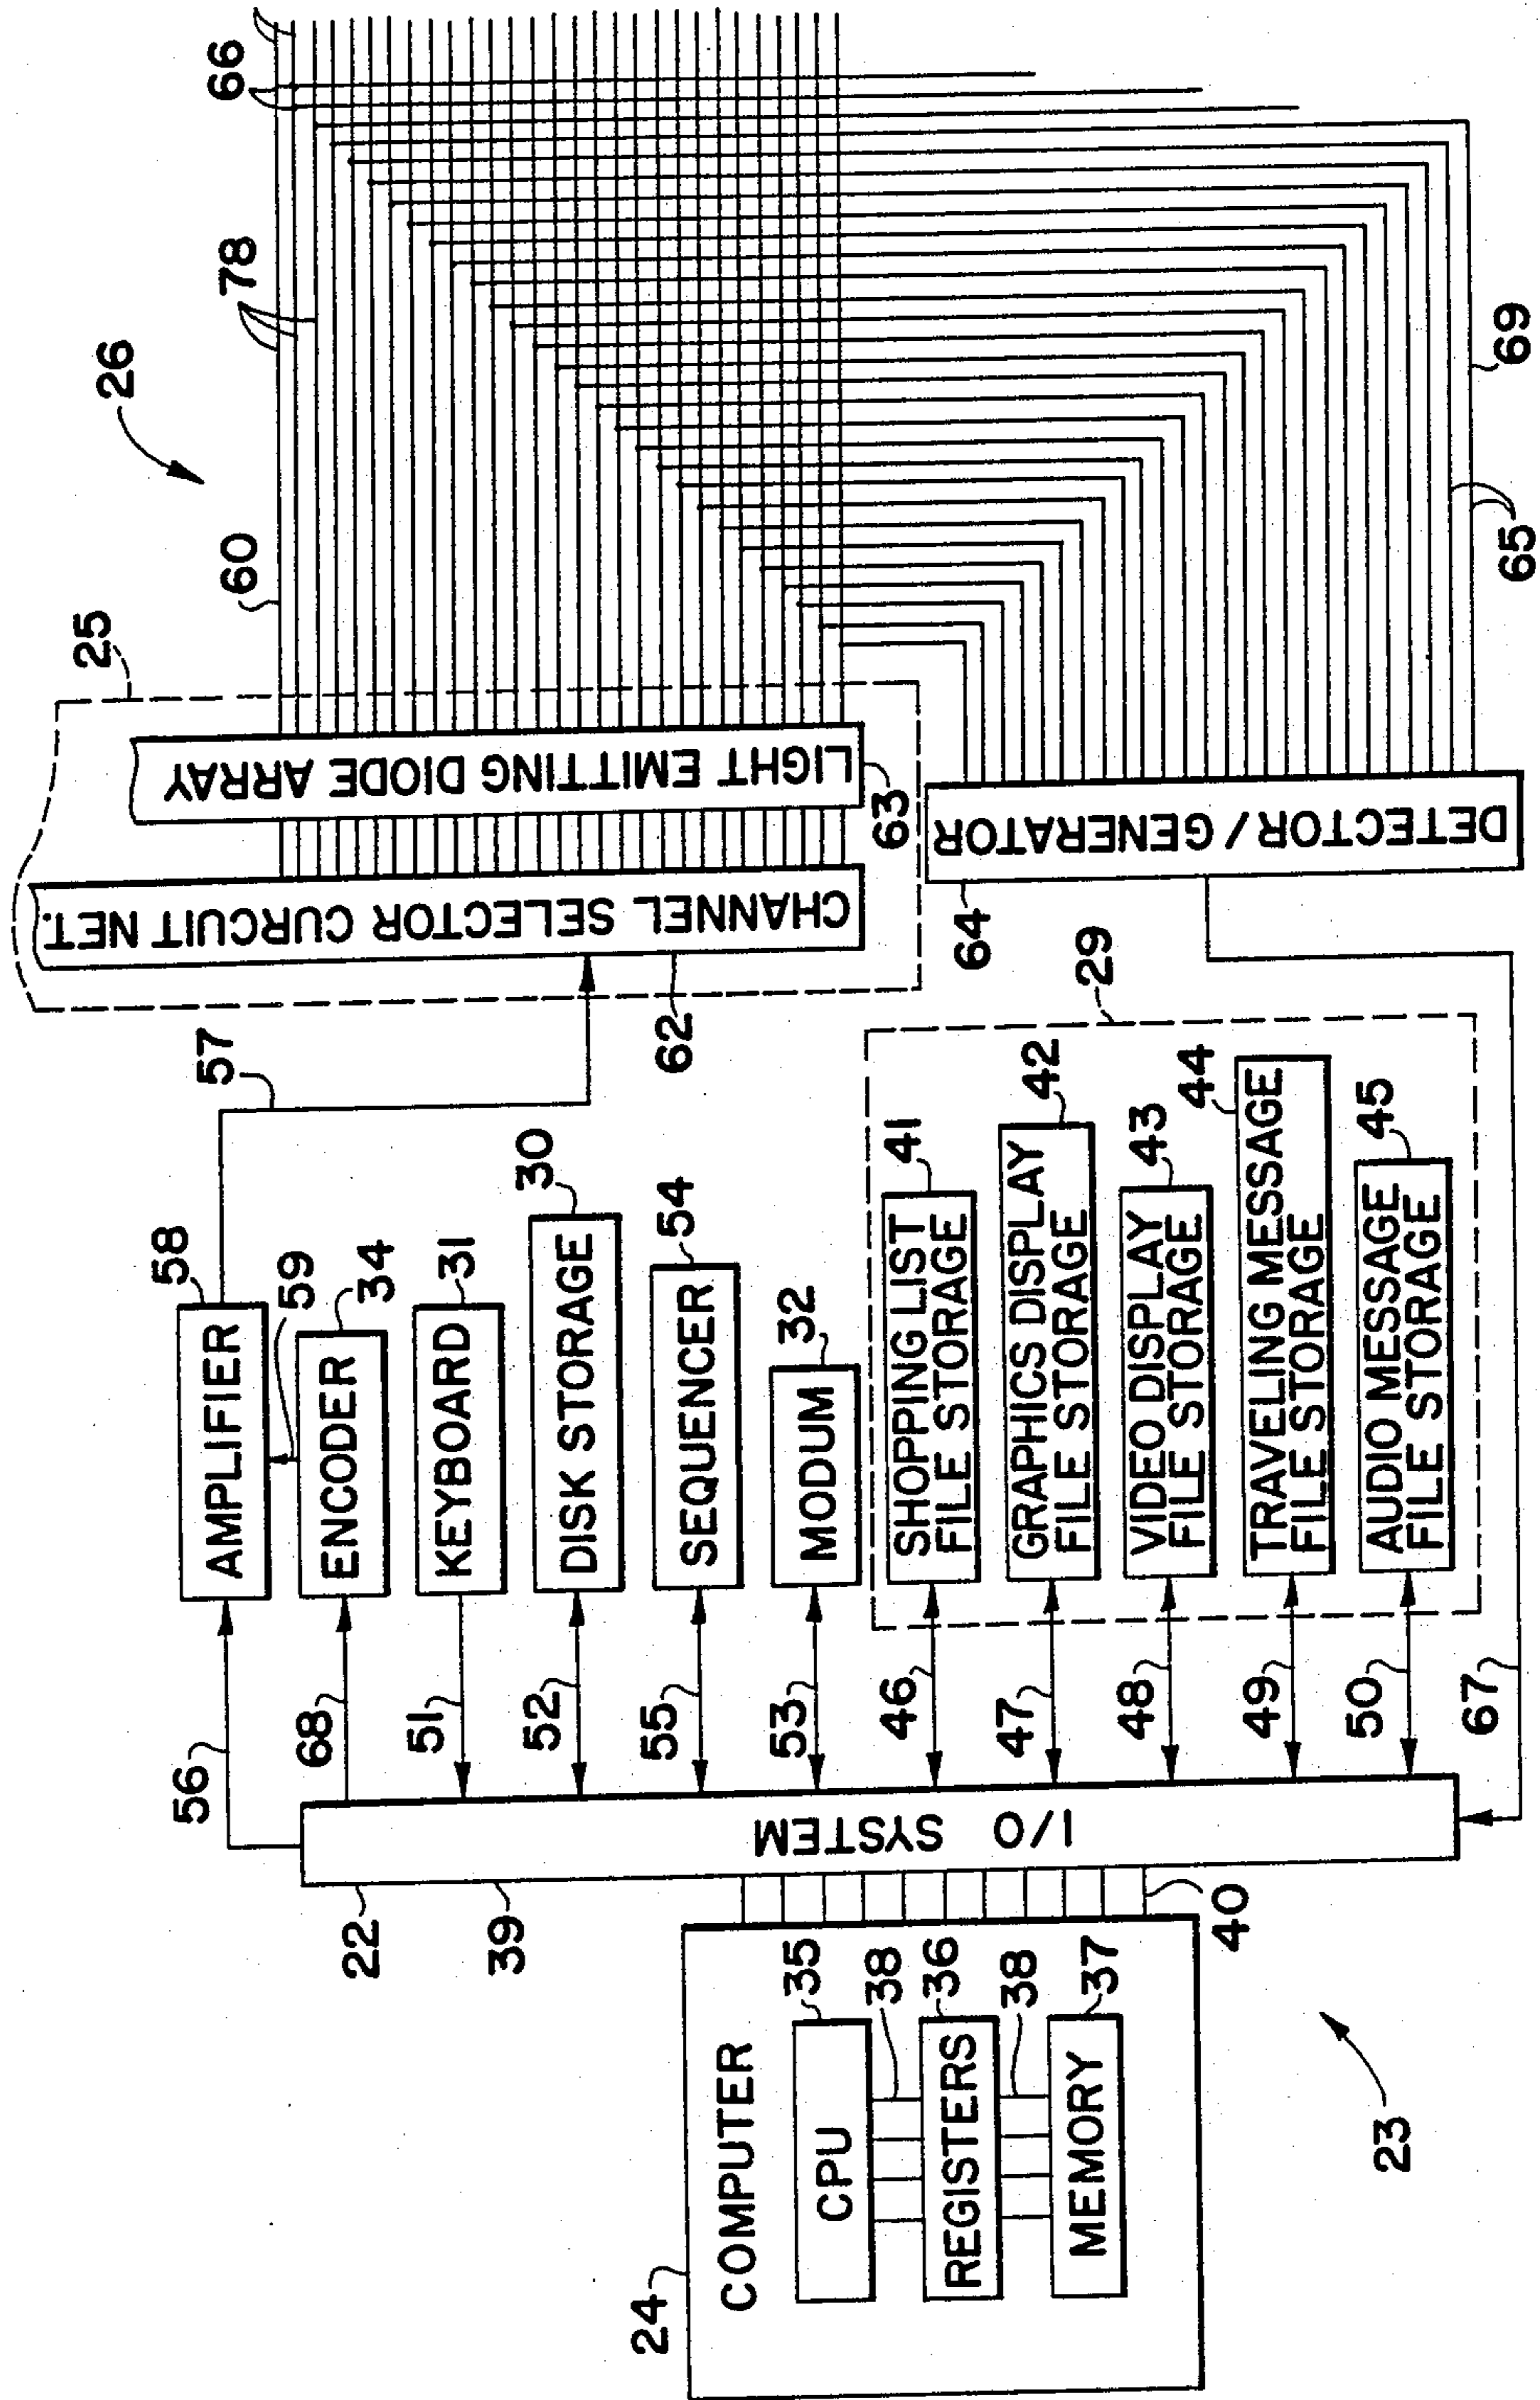 66
78
26
60
25
LIGHT EMITTING DIODE ARRAY
63
CHANNEL SELECTOR CURCUIT NET.
62
DETECTOR / GENERATOR
64
65
69
57
58
AMPLIFIER
59
34
ENCODER
31
KEYBOARD
30
DISK STORAGE
54
SEQUENCER
32
MODUM
29
41
SHOPPING LIST
FILE STORAGE
42
GRAPHICS DISPLAY
FILE STORAGE
43
VIDEO DISPLAY
FILE STORAGE
44
TRAVELING MESSAGE
FILE STORAGE
45
AUDIO MESSAGE
FILE STORAGE
56
68
51
52
55
53
46
47
48
49
50
67
I/O SYSTEM
22
39
40
24
COMPUTER
35
CPU
38
36
REGISTERS
38
37
MEMORY
23